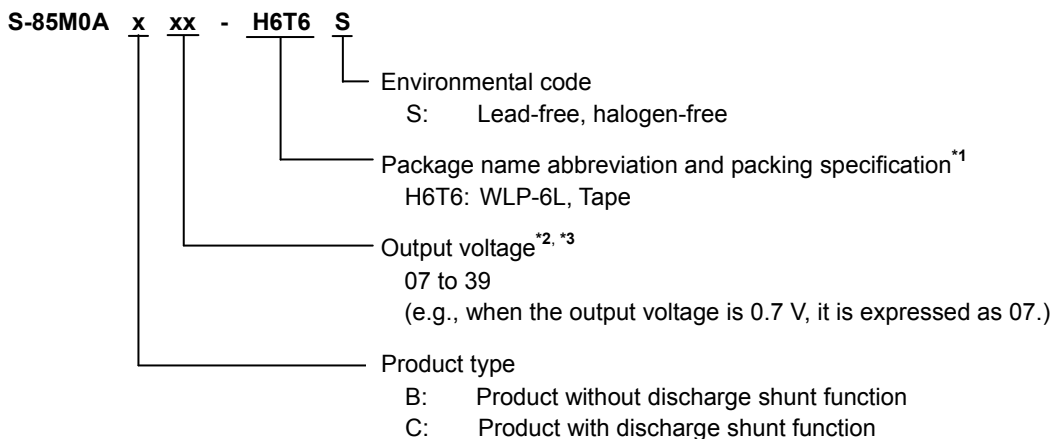 S-85M0A x xx - H6T6 S
Environmental code
S: Lead-free, halogen-free
Package name abbreviation and packing specification*1
H6T6: WLP-6L, Tape
Output voltage*2, *3
07 to 39
(e.g., when the output voltage is 0.7 V, it is expressed as 07.)
Product type
B: Product without discharge shunt function
C: Product with discharge shunt function